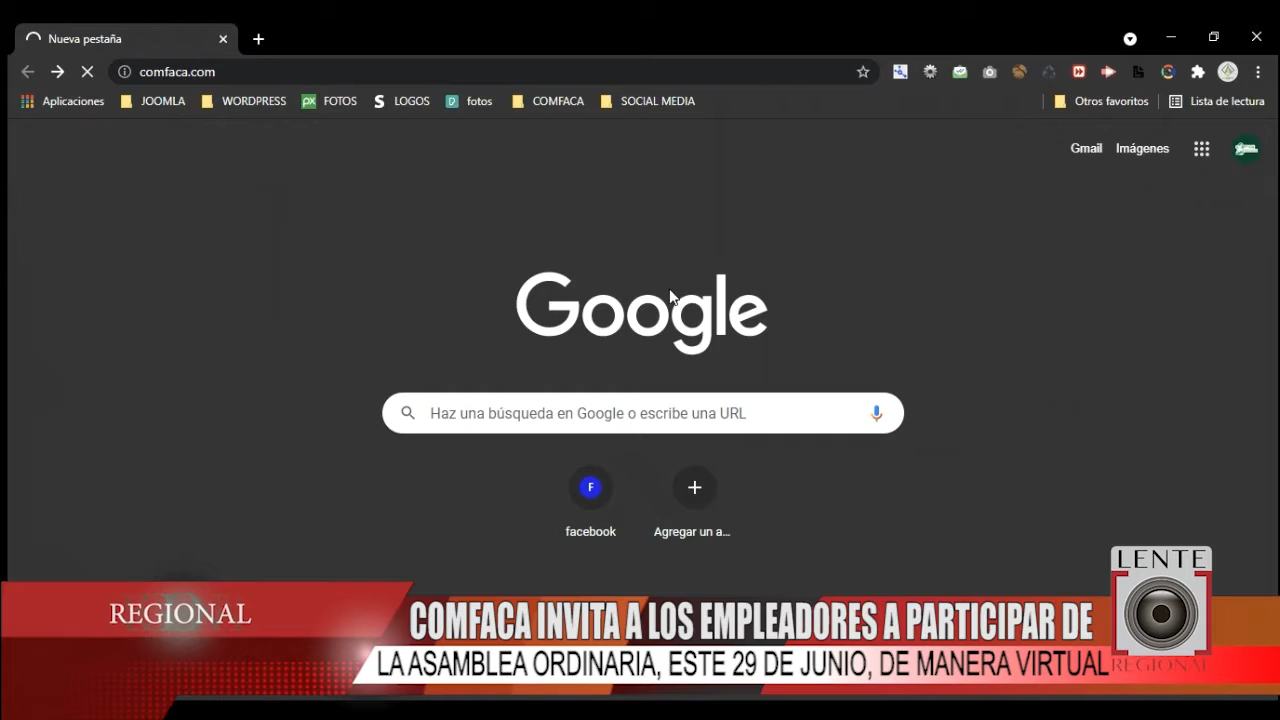 Nueva pestaña
comfaca.com
Aplicaciones JOOMLA WORDPRESS px FOTOS S LOGOS D fotos COMFACA SOCIAL MEDIA Otros favoritos Lista de lectura
Gmail Imágenes
Google
Haz una búsqueda en Google o escribe una URL
F
facebook Agregar un a...
LENTE
REGIONAL
REGIONAL
COMFACA INVITA A LOS EMPLEADORES A PARTICIPAR DE
LA ASAMBLEA ORDINARIA, ESTE 29 DE JUNIO, DE MANERA VIRTUAL